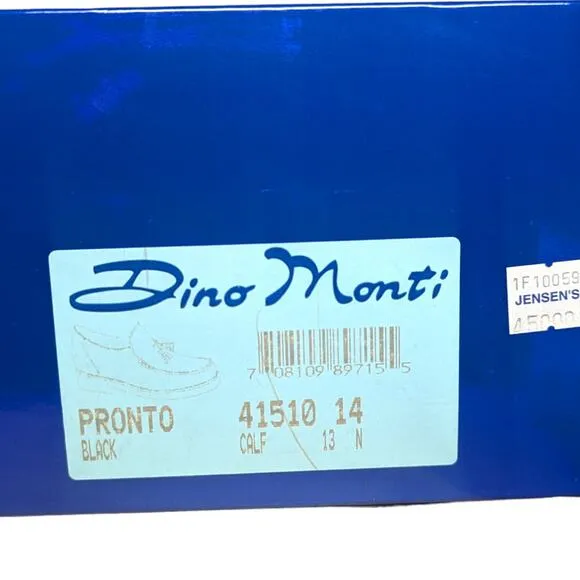 Dino Monti
7 08109 89715 5
PRONTO 41510 14
BLACK CALF 13 N
1F10059
JENSEN'S